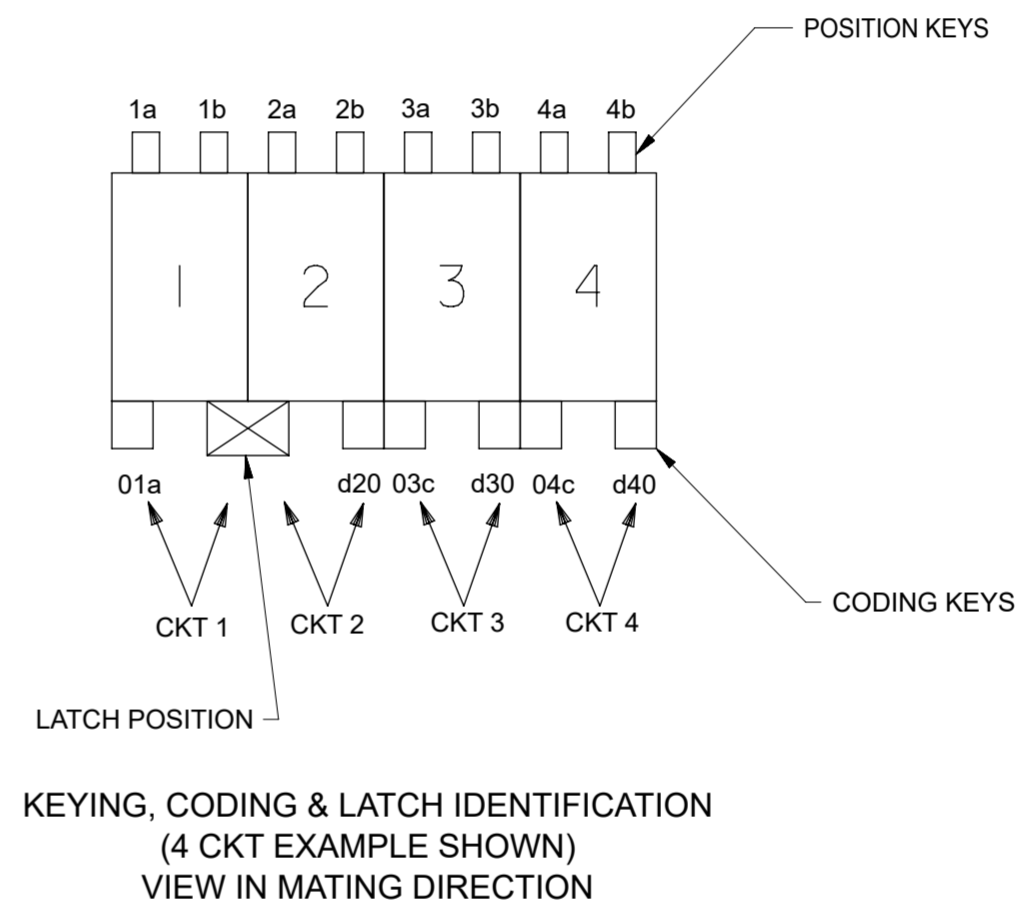 POSITION KEYS
1a 1b 2a 2b 3a 3b 4a 4b
1 2 3 4
01a d20 03c d30 04c d40
CKT 1 CKT 2 CKT 3 CKT 4
CODING KEYS
LATCH POSITION
KEYING, CODING & LATCH IDENTIFICATION
(4 CKT EXAMPLE SHOWN)
VIEW IN MATING DIRECTION